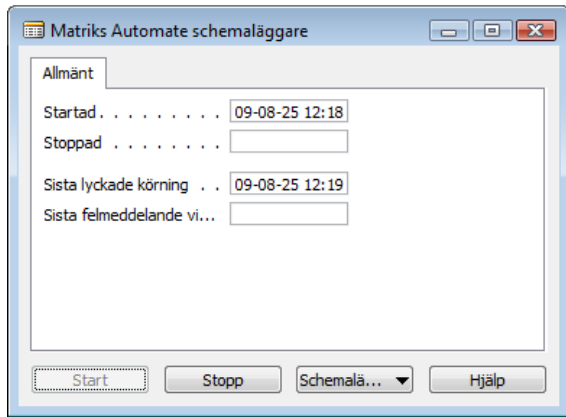 Matriks Automate schemaläggare
Allmänt
Startad. . . . . . . . . 09-08-25 12:18
Stoppad . . . . . . . .
Sista lyckade körning . . 09-08-25 12:19
Sista felmeddelande vi...
Start Stopp Schemalä... Hjälp